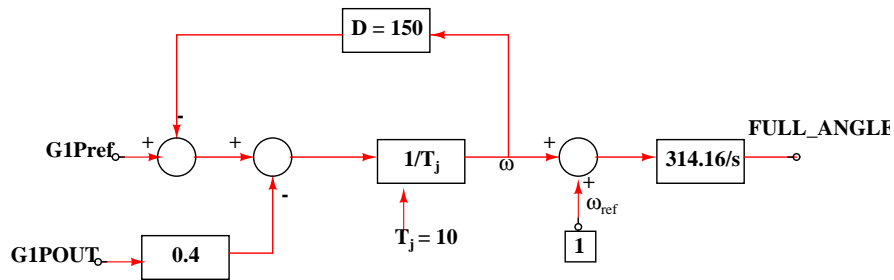 D = 150
-
+
+
+
G1Pref
1/Tj
ω
314.16/s
FULL_ANGLE
-
+
ωref
G1POUT
0.4
Tj = 10
1